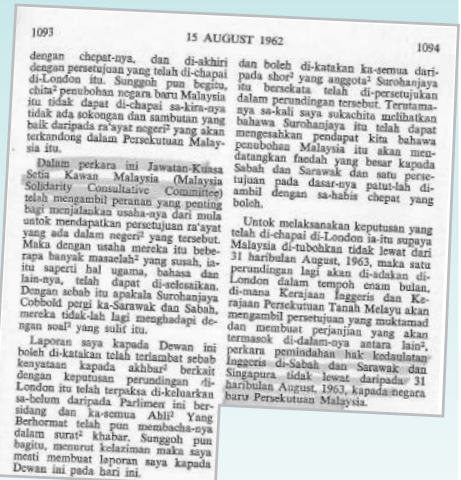 1093
15 AUGUST 1962
1094
dengan chepat-nya, dan di-akhiri
dengan persetujuan yang telah di-chapai
di-London itu. Sunggoh pun begitu,
chita² penubohan negara baru Malaysia
itu tidak dapat di-chapai sa-kira-nya
tidak ada sokongan dan sambutan yang
baik daripada ra'ayat negeri² yang akan
terkandong dalam Persekutuan Malay-
sia itu.
Dalam perkara ini Jawatan-Kuasa
Setia Kawan Malaysia (Malaysia
Solidarity Consultative Committee)
telah mengambil peranan yang penting
bagi menjalankan usaha-nya dari mula
untok mendapatkan persetujuan ra'ayat
yang ada dalam negeri² yang tersebut.
Maka dengan usaha mereka itu bebe-
rapa banyak masaelah² yang susah, ia-
itu saperti hal ugama, bahasa dan
lain-nya, telah dapat di-selesaikan.
Dengan sebab itu apakala Surohanjaya
Cobbold pergi ka-Sarawak dan Sabah,
mereka tidak-lah lagi menghadapi de-
ngan soal² yang sulit itu.
Laporan saya kapada Dewan ini
boleh di-katakan telah terlambat sebab
kenyataan kapada akhbar² berkait
dengan keputusan perundingan di-
London itu telah terpaksa di-keluarkan
sa-belum daripada Parlimen ini ber-
sidang dan ka-semua Ahli² Yang
Berhormat telah pun membacha-nya
dalam surat² khabar. Sunggoh pun
bagitu, menurut kelaziman maka saya
mesti membuat laporan saya kapada
Dewan ini pada hari ini.
dan boleh di-katakan ka-semua dari-
pada shor² yang anggota² Surohanjaya
itu bersekata telah di-persetujukan
dalam perundingan tersebut. Terutama-
nya sa-kali saya sukachita melihatkan
bahawa Surohanjaya itu telah dapat
mengesahkan pendapat kita bahawa
penubohan Malaysia itu akan men-
datangkan faedah yang besar kapada
Sabah dan Sarawak dan satu perse-
tujuan pada dasar-nya patut-lah di-
ambil dengan sa-habis chepat yang
boleh.
Untok melaksanakan keputusan yang
telah di-chapai di-London ia-itu supaya
Malaysia di-tubohkan tidak lewat dari
31 haribulan August, 1963, maka satu
perundingan lagi akan di-adakan di-
London dalam tempoh enam bulan,
di-mana Kerajaan Inggeris dan Ke-
rajaan Persekutuan Tanah Melayu akan
mengambil persetujuan yang muktamad
dan membuat perjanjian yang akan
termasok di-dalam-nya antara lain²,
perkara pemindahan hak kedaulatan
Inggeris di-Sabah dan Sarawak dan
Singapura tidak lewat daripada 31
haribulan August, 1963, kapada negara
baru Persekutuan Malaysia.